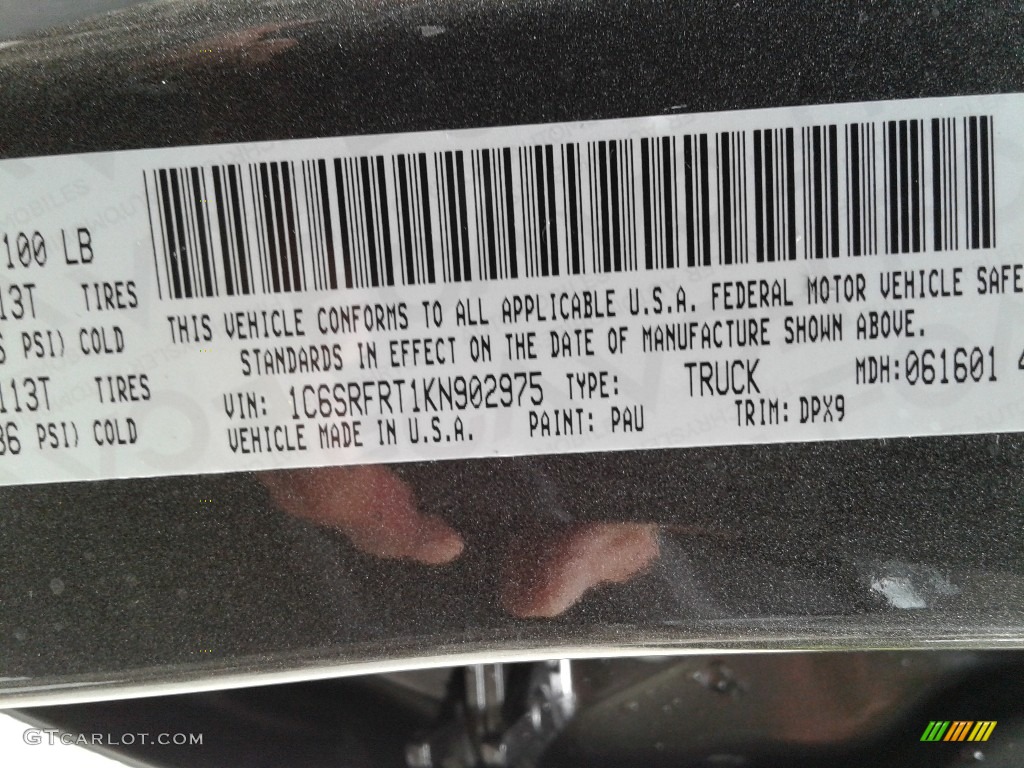 100 LB
13T TIRES
PSI) COLD
113T TIRES
36 PSI) COLD
THIS VEHICLE CONFORMS TO ALL APPLICABLE U.S.A. FEDERAL MOTOR VEHICLE SAFE
STANDARDS IN EFFECT ON THE DATE OF MANUFACTURE SHOWN ABOVE.
VIN: 1C6SRFRT1KN902975 TYPE: TRUCK MDH:061601 4
VEHICLE MADE IN U.S.A. PAINT: PAU TRIM: DPX9
GTCARLOT.COM